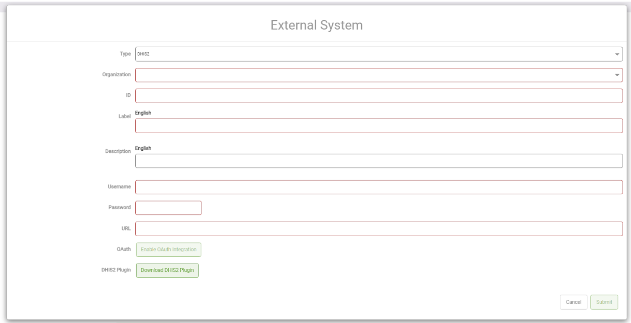 External System
Type DHIS2
Organization
ID
Label English
Description English
Username
Password
URL
OAuth Enable OAuth Integration
DHIS2 Plugin Download DHIS2 Plugin
Cancel Submit